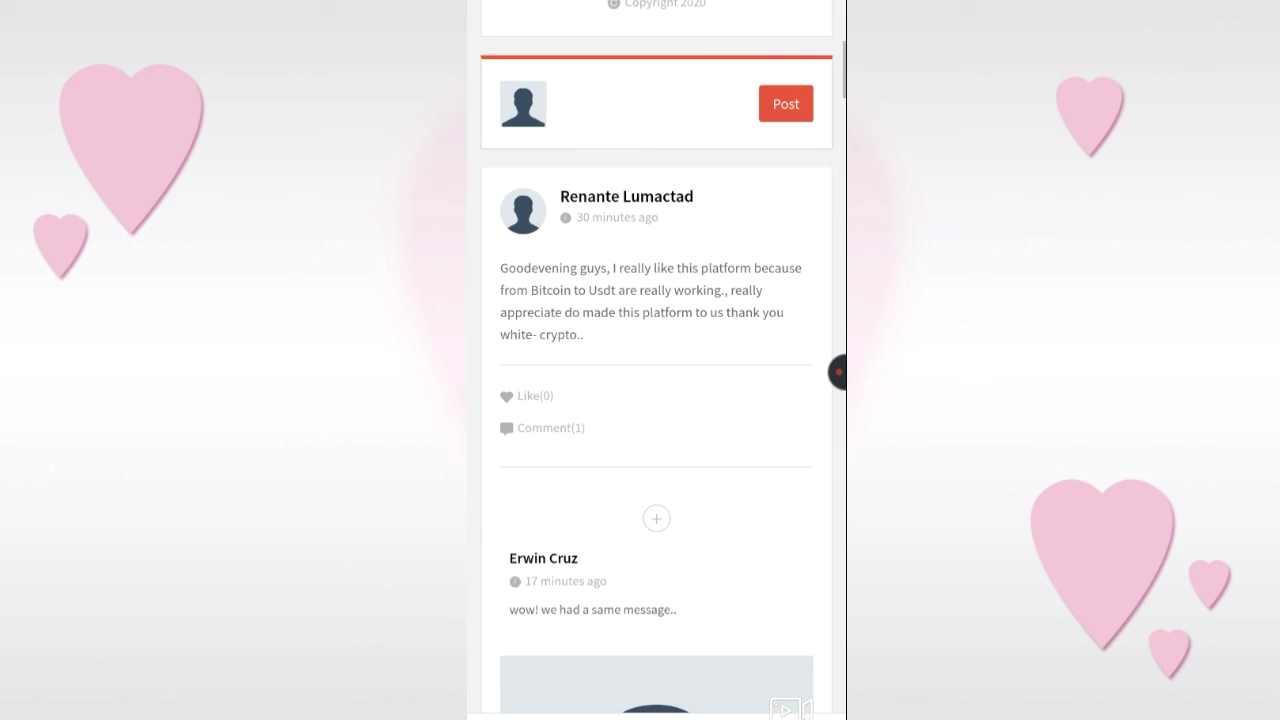 Copyright 2020
Post
Renante Lumactad
30 minutes ago
Goodevening guys, I really like this platform because
from Bitcoin to Usdt are really working., really
appreciate do made this platform to us thank you
white- crypto..
Like(0)
Comment(1)
Erwin Cruz
17 minutes ago
wow! we had a same message..